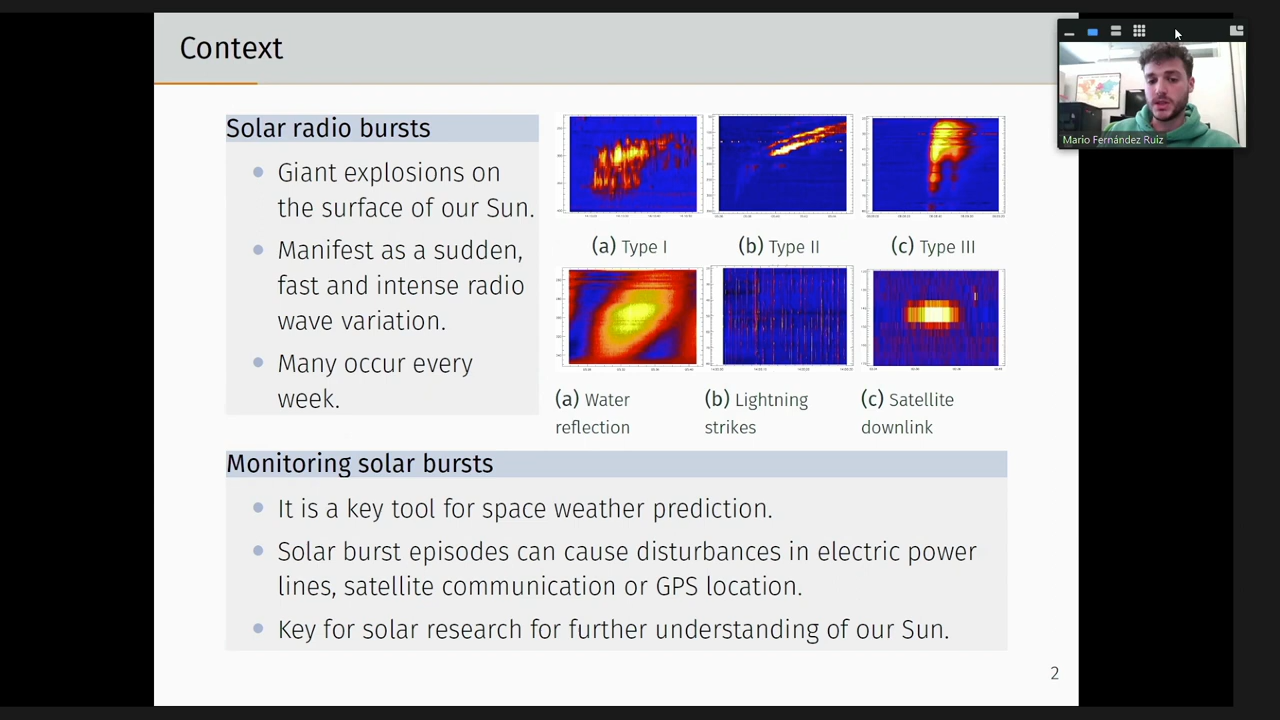 Context
Solar radio bursts
Giant explosions on
the surface of our Sun.
Manifest as a sudden,
fast and intense radio
wave variation.
Many occur every
week.
(a) Type I
(b) Type II
(c) Type III
(a) Water
reflection
(b) Lightning
strikes
(c) Satellite
downlink
Monitoring solar bursts
It is a key tool for space weather prediction.
Solar burst episodes can cause disturbances in electric power
lines, satellite communication or GPS location.
Key for solar research for further understanding of our Sun.
2
Mario Fernández Ruiz